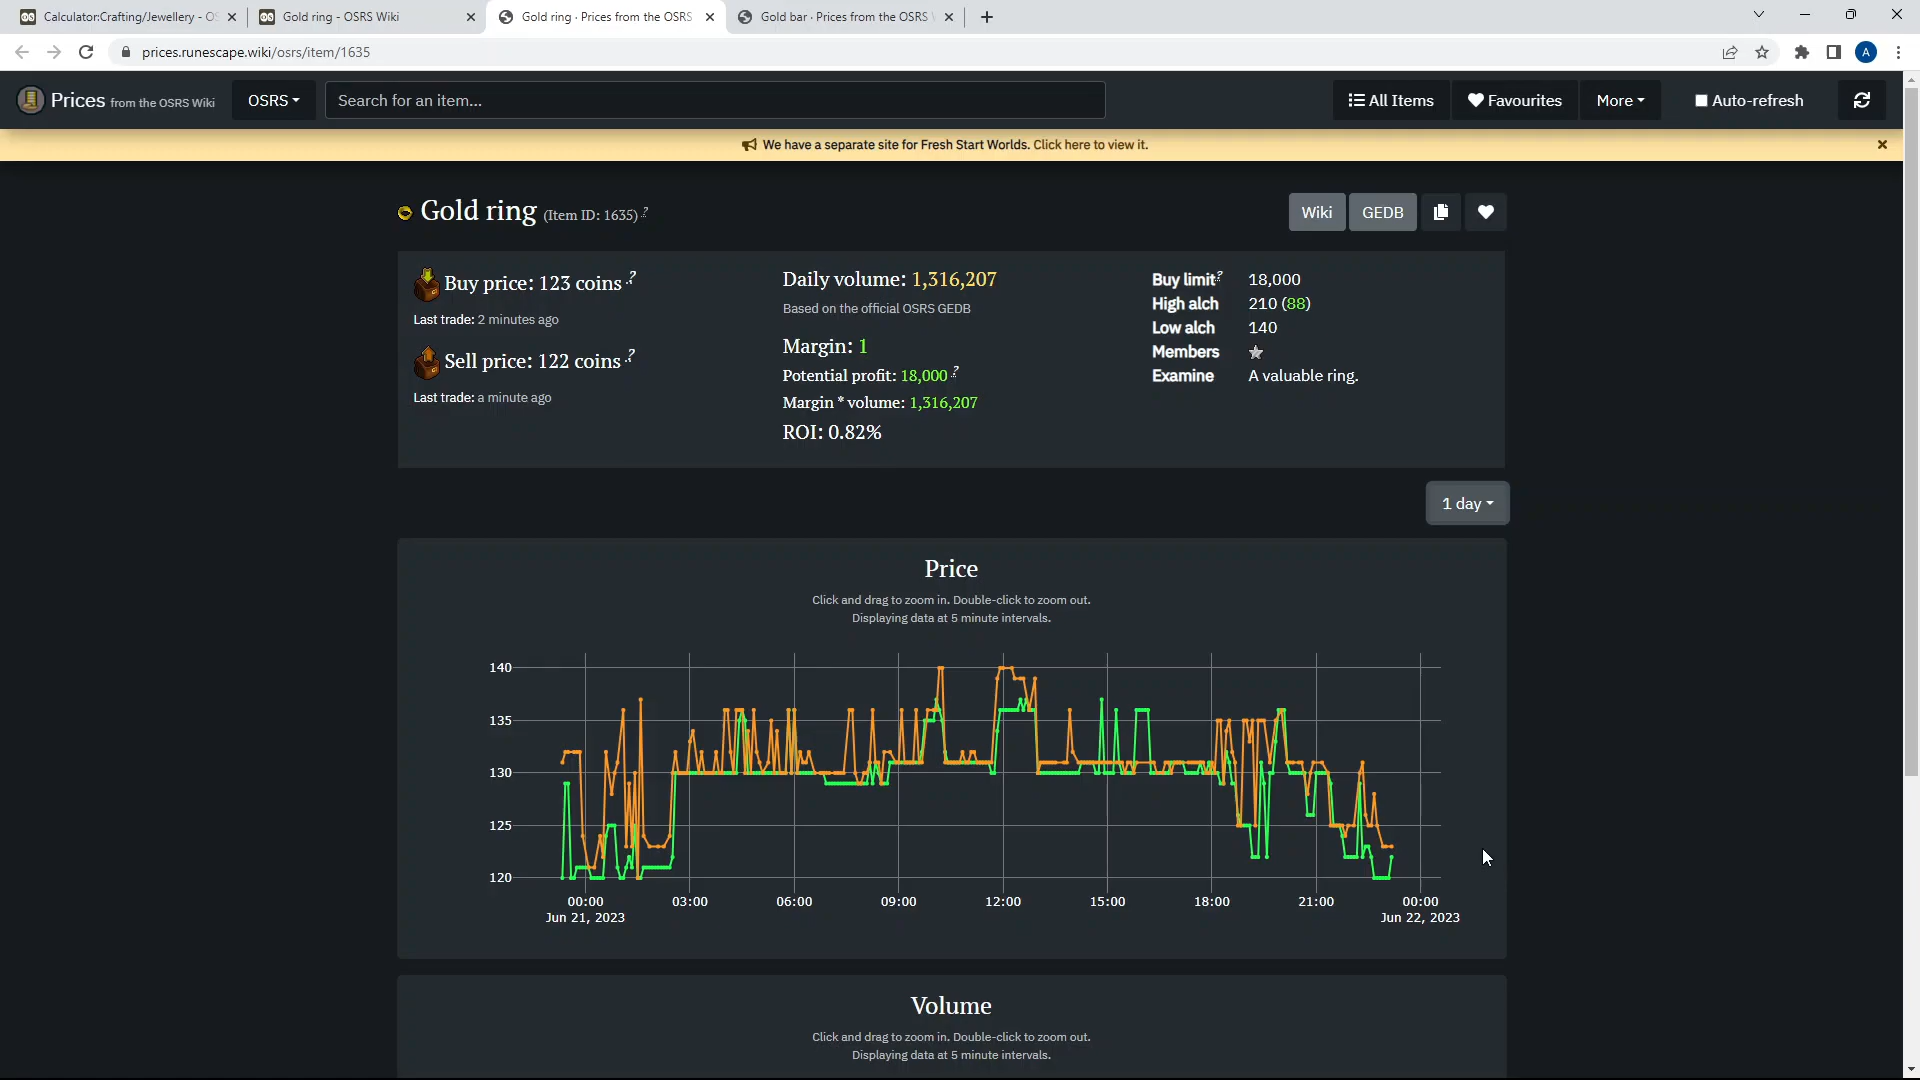 Calculator:Crafting/Jewellery - OS
Gold ring - OSRS Wiki
Gold ring · Prices from the OSRS
Gold bar · Prices from the OSRS
prices.runescape.wiki/osrs/item/1635
A
Prices from the OSRS Wiki
OSRS
Search for an item...
All Items
Favourites
More
Auto-refresh
We have a separate site for Fresh Start Worlds. Click here to view it.
Gold ring (Item ID: 1635) ?
Wiki
GEDB
Buy price: 123 coins ?
Last trade: 2 minutes ago
Sell price: 122 coins ?
Last trade: a minute ago
Daily volume: 1,316,207
Based on the official OSRS GEDB
Margin: 1
Potential profit: 18,000 ?
Margin * volume: 1,316,207
ROI: 0.82%
Buy limit? 18,000
High alch 210 (88)
Low alch 140
Members
Examine A valuable ring.
1 day
Price
Click and drag to zoom in. Double-click to zoom out.
Displaying data at 5 minute intervals.
140
135
130
125
120
00:00 03:00 06:00 09:00 12:00 15:00 18:00 21:00 00:00
Jun 21, 2023 Jun 22, 2023
Volume
Click and drag to zoom in. Double-click to zoom out.
Displaying data at 5 minute intervals.